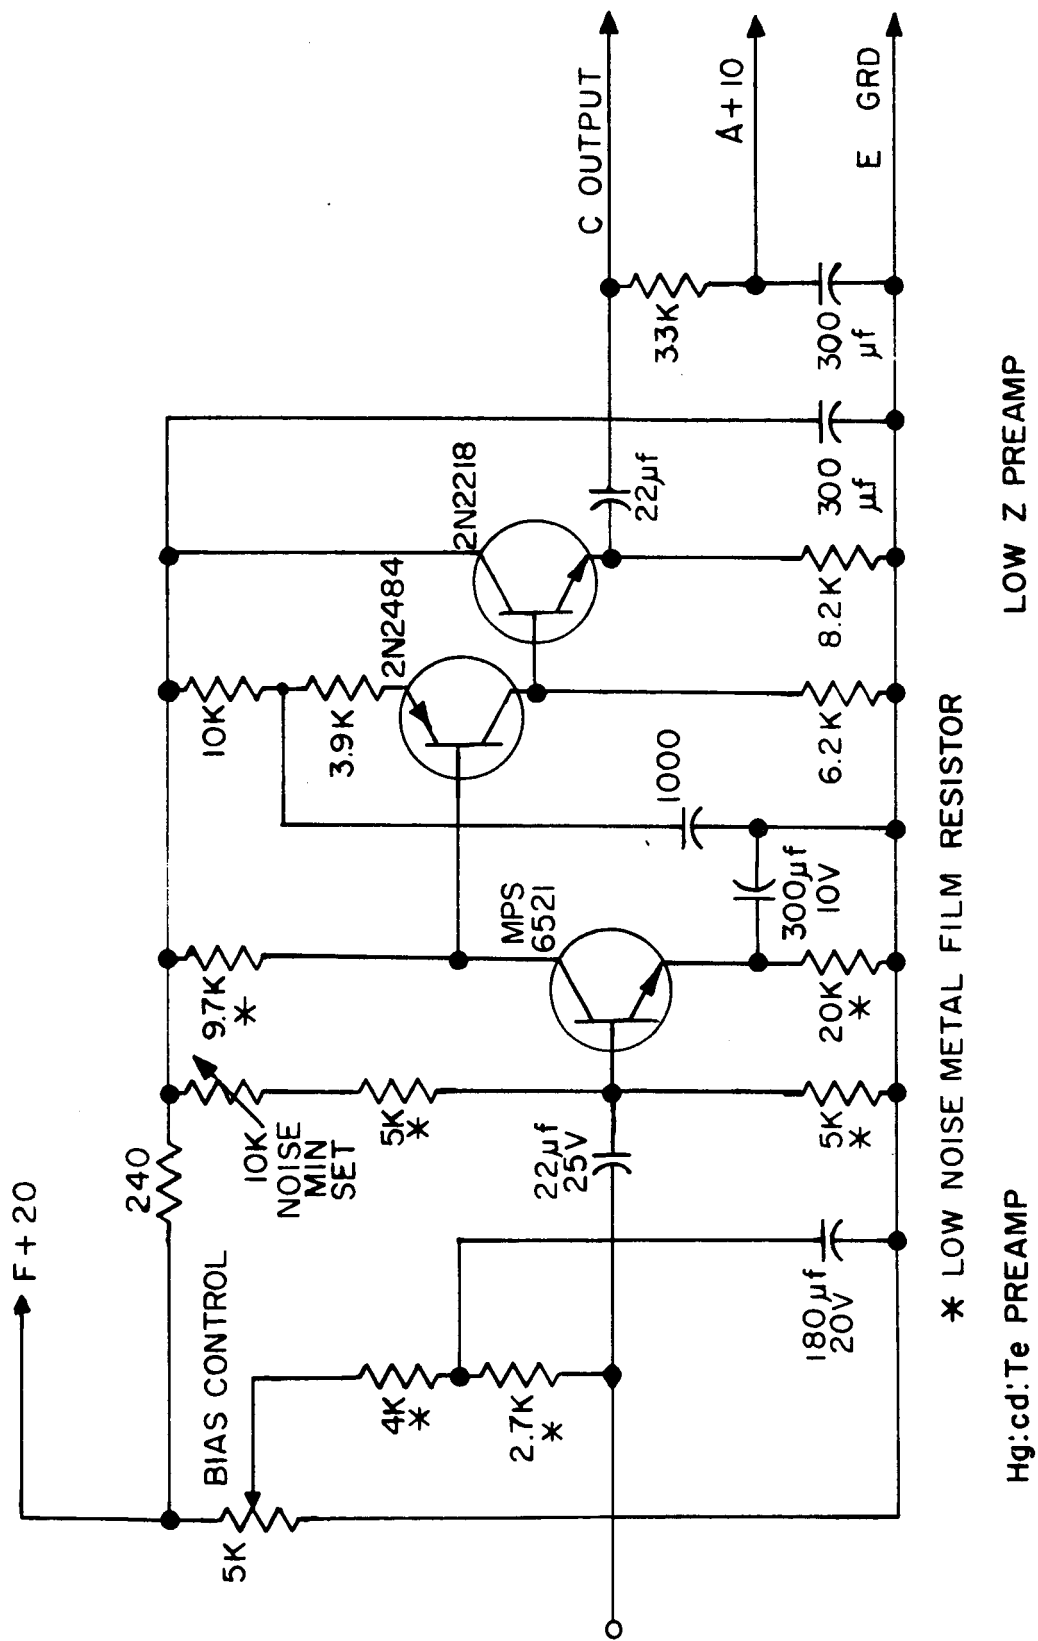 F + 20
BIAS CONTROL
5K
240
10K
NOISE
MIN
SET
4K
*
2.7K
*
180µf
20V
5K
*
22µf
25V
5K
*
9.7K
*
MPS
6521
20K
*
300µf
10V
1000
10K
3.9K
2N2484
6.2K
2N2218
8.2K
22µf
300
µf
33K
300
µf
C OUTPUT
A + 10
E GRD
* LOW NOISE METAL FILM RESISTOR
Hg:cd:Te PREAMP
LOW Z PREAMP